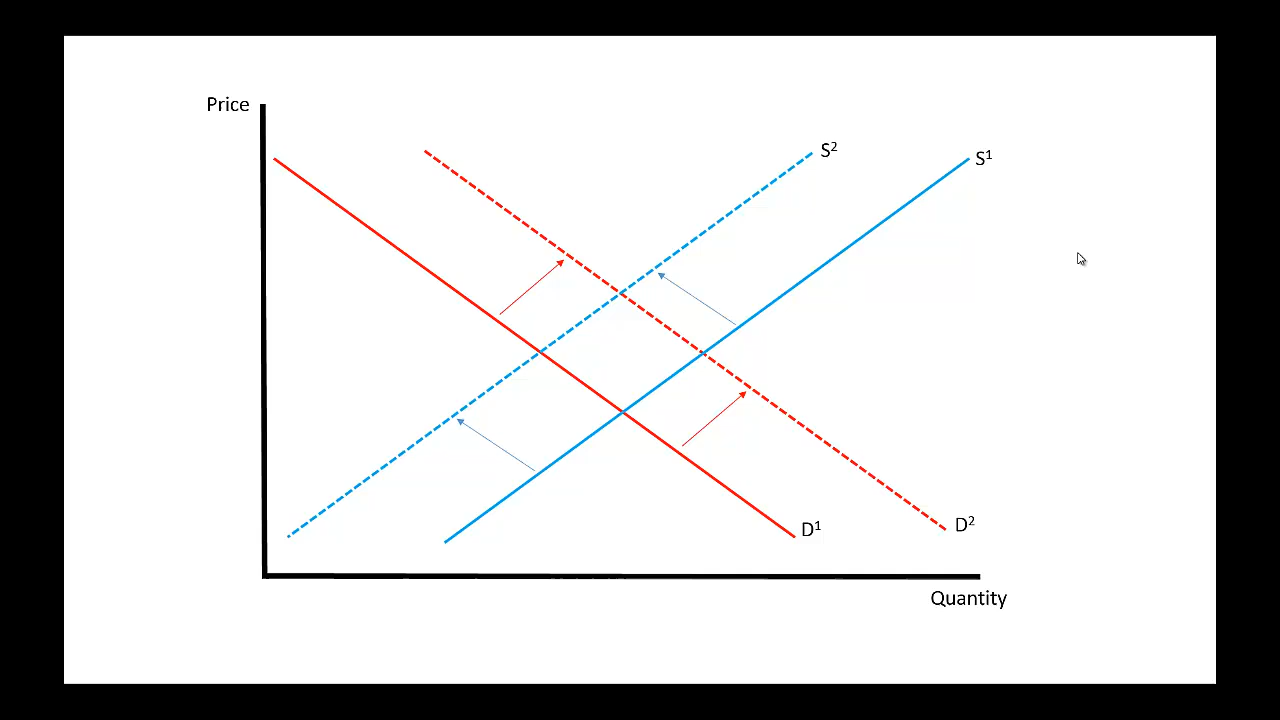 Price
S²
S¹
D¹
D²
Quantity